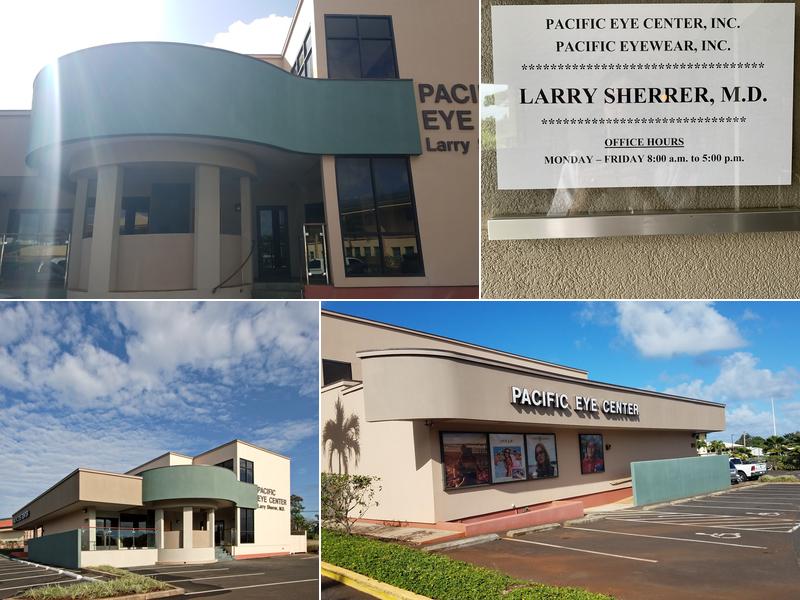 PACI
EYE
Larry
PACIFIC EYE CENTER, INC.
PACIFIC EYEWEAR, INC.
********************************
LARRY SHERRER, M.D.
***************************
OFFICE HOURS
MONDAY – FRIDAY 8:00 a.m. to 5:00 p.m.
PACIFIC
EYE CENTER
Larry Sherrer, M.D.
PACIFIC EYE CENTER